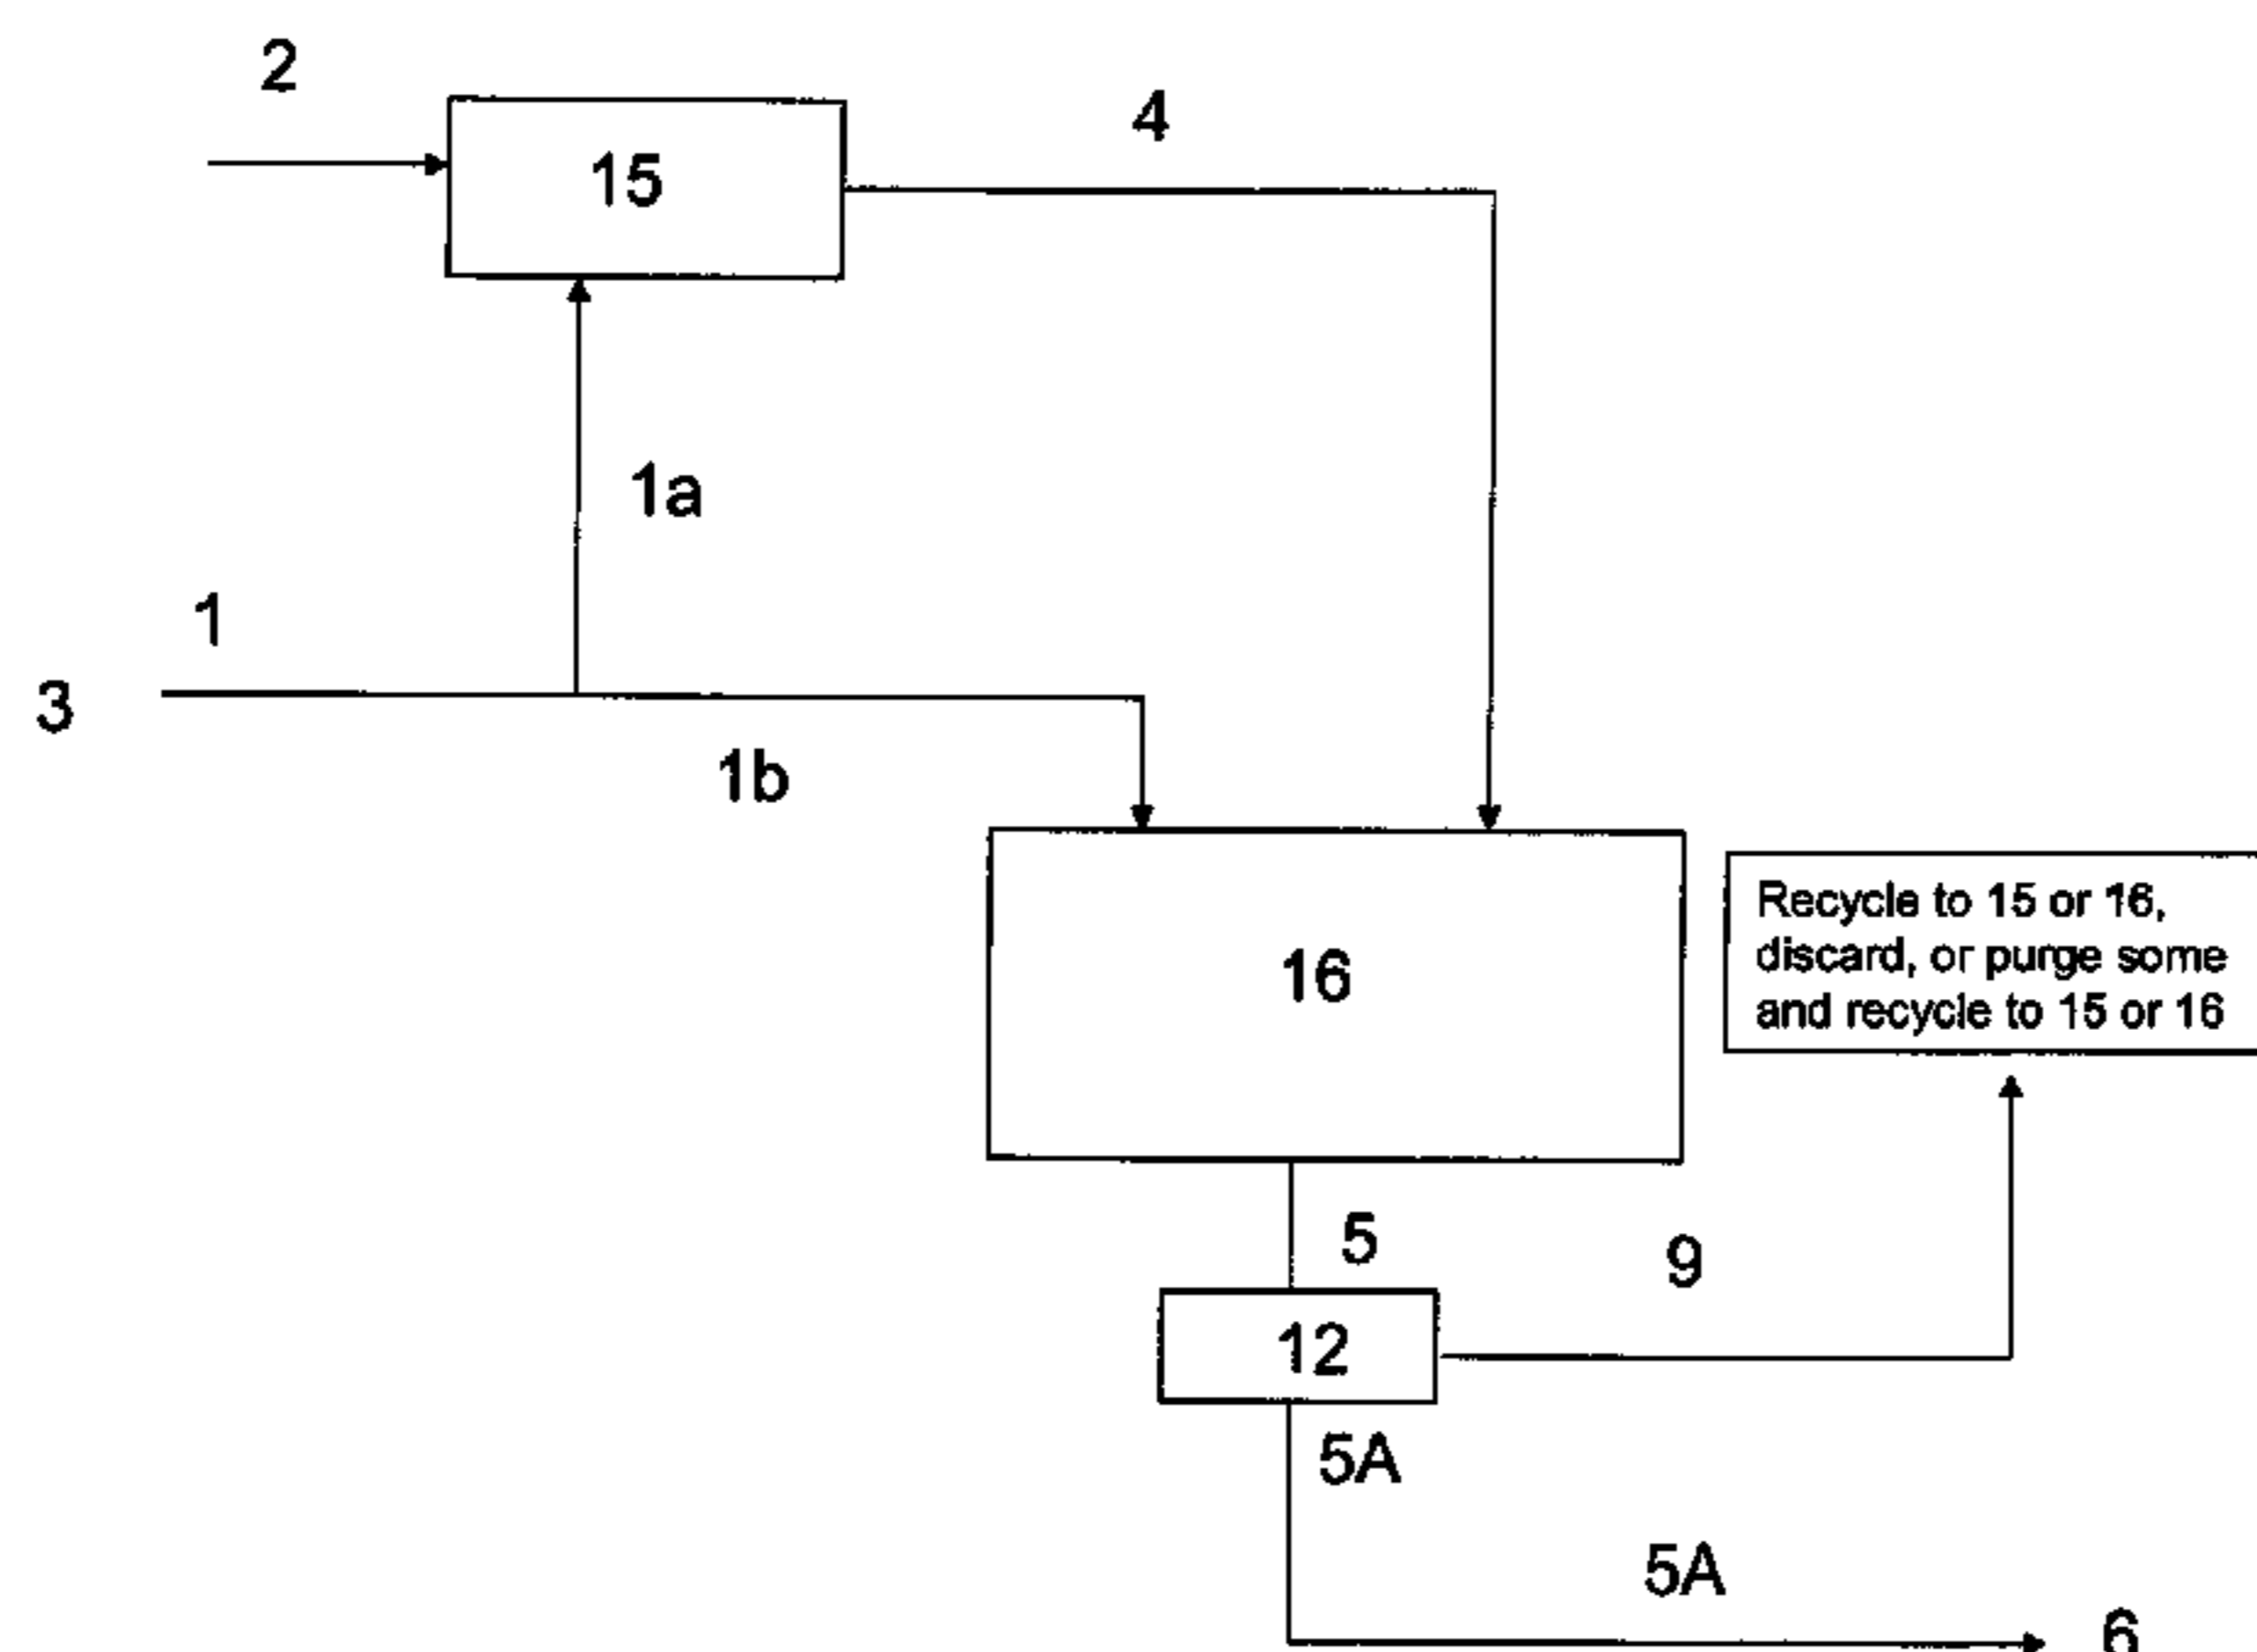 2
15
4
1a
1
3
1b
16
Recycle to 15 or 16,
discard, or purge some
and recycle to 15 or 16
5
9
12
5A
5A
6